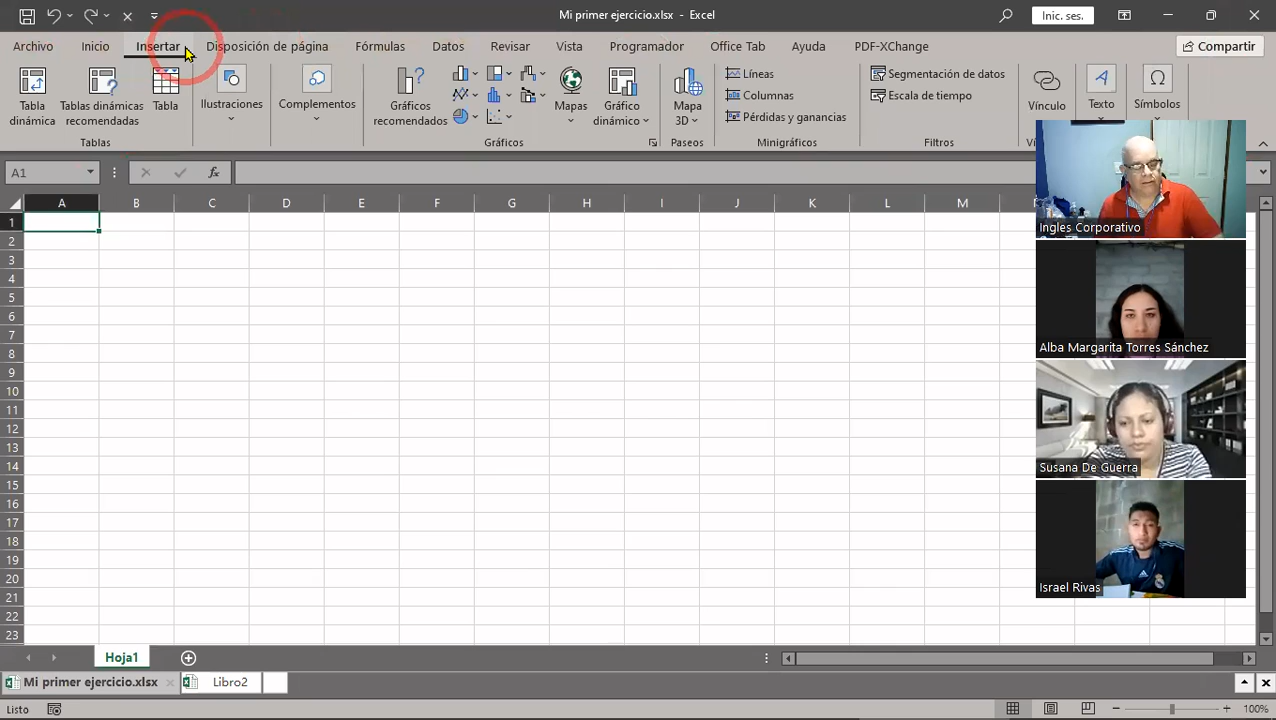 Mi primer ejercicio.xlsx - Excel
Inic. ses.
Archivo Inicio Insertar Disposición de página Fórmulas Datos Revisar Vista Programador Office Tab Ayuda PDF-XChange Compartir
Tabla dinámica
Tablas dinámicas recomendadas
Tabla
Ilustraciones
Complementos
Gráficos recomendados
Mapas
Gráfico dinámico
Mapa 3D
Líneas
Columnas
Pérdidas y ganancias
Segmentación de datos
Escala de tiempo
Vínculo
Texto
Símbolos
Tablas Gráficos Paseos Minigráficos Filtros
A1 fx
A B C D E F G H I J K L M
1
2
3
4
5
6
7
8
9
10
11
12
13
14
15
16
17
18
19
20
21
22
23
Ingles Corporativo
Alba Margarita Torres Sánchez
Susana De Guerra
Israel Rivas
Hoja1
Mi primer ejercicio.xlsx Libro2
Listo 100%